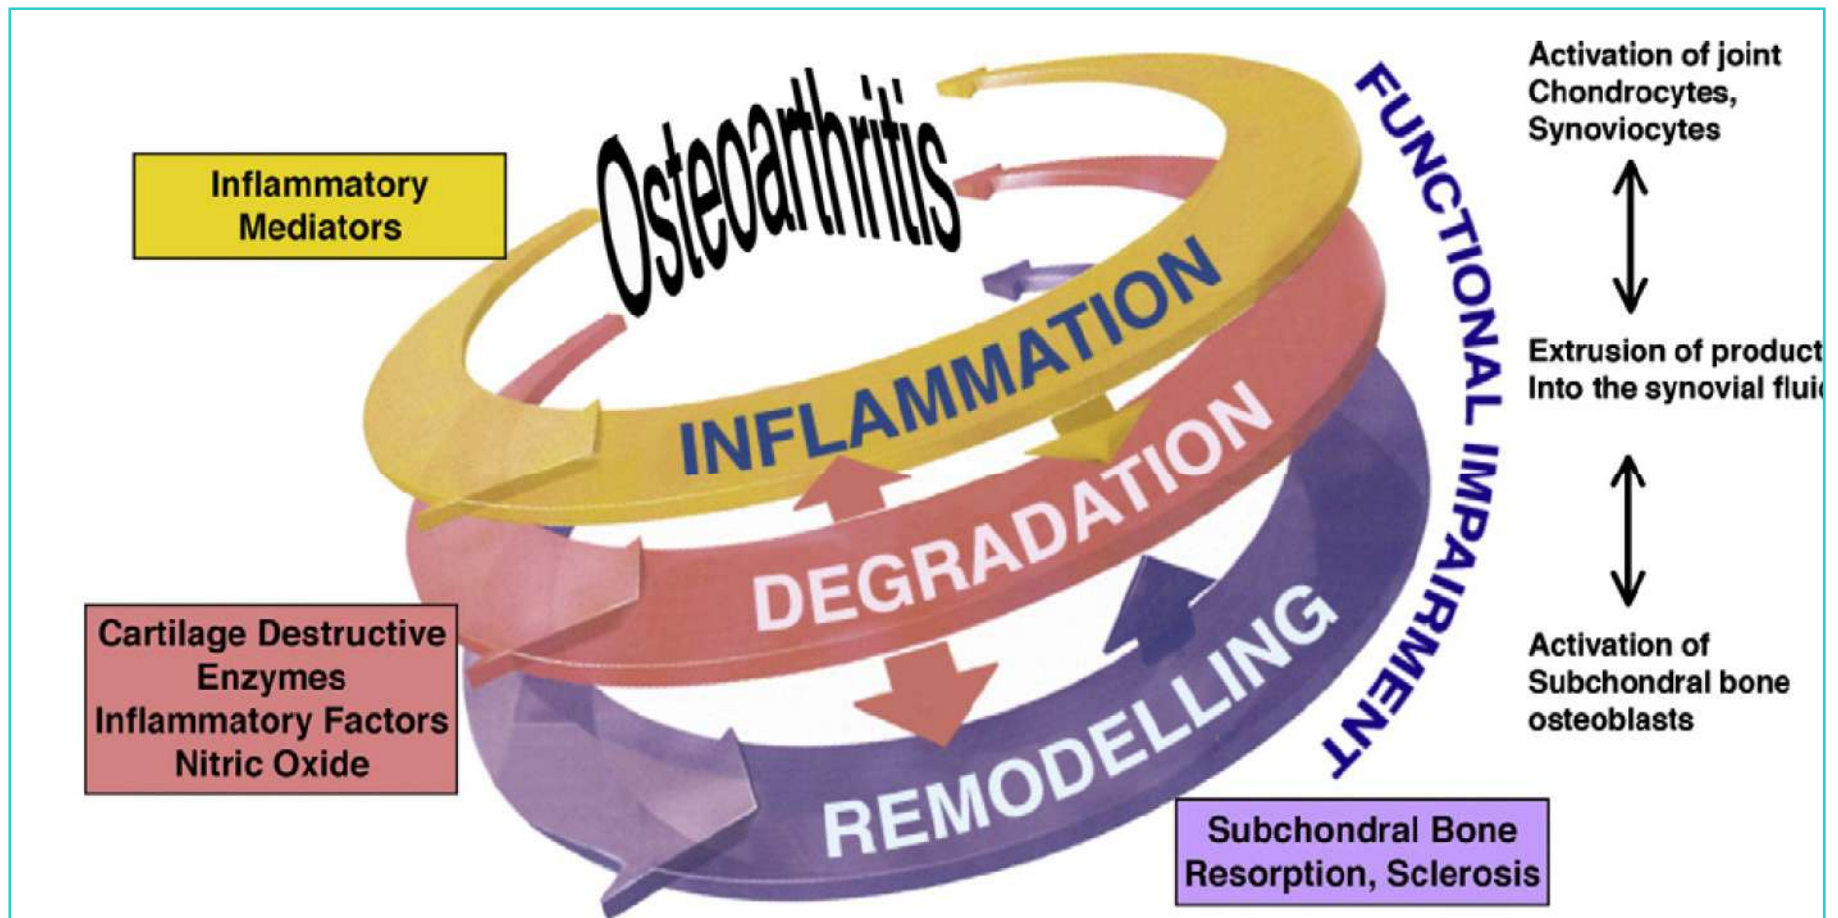 Osteoarthritis
Inflammatory
Mediators
INFLAMMATION
DEGRADATION
REMODELLING
Cartilage Destructive
Enzymes
Inflammatory Factors
Nitric Oxide
Subchondral Bone
Resorption, Sclerosis
FUNCTIONAL IMPAIRMENT
Activation of joint
Chondrocytes,
Synoviocytes
Extrusion of product
Into the synovial
Activation of
Subchondral bone
osteoblasts